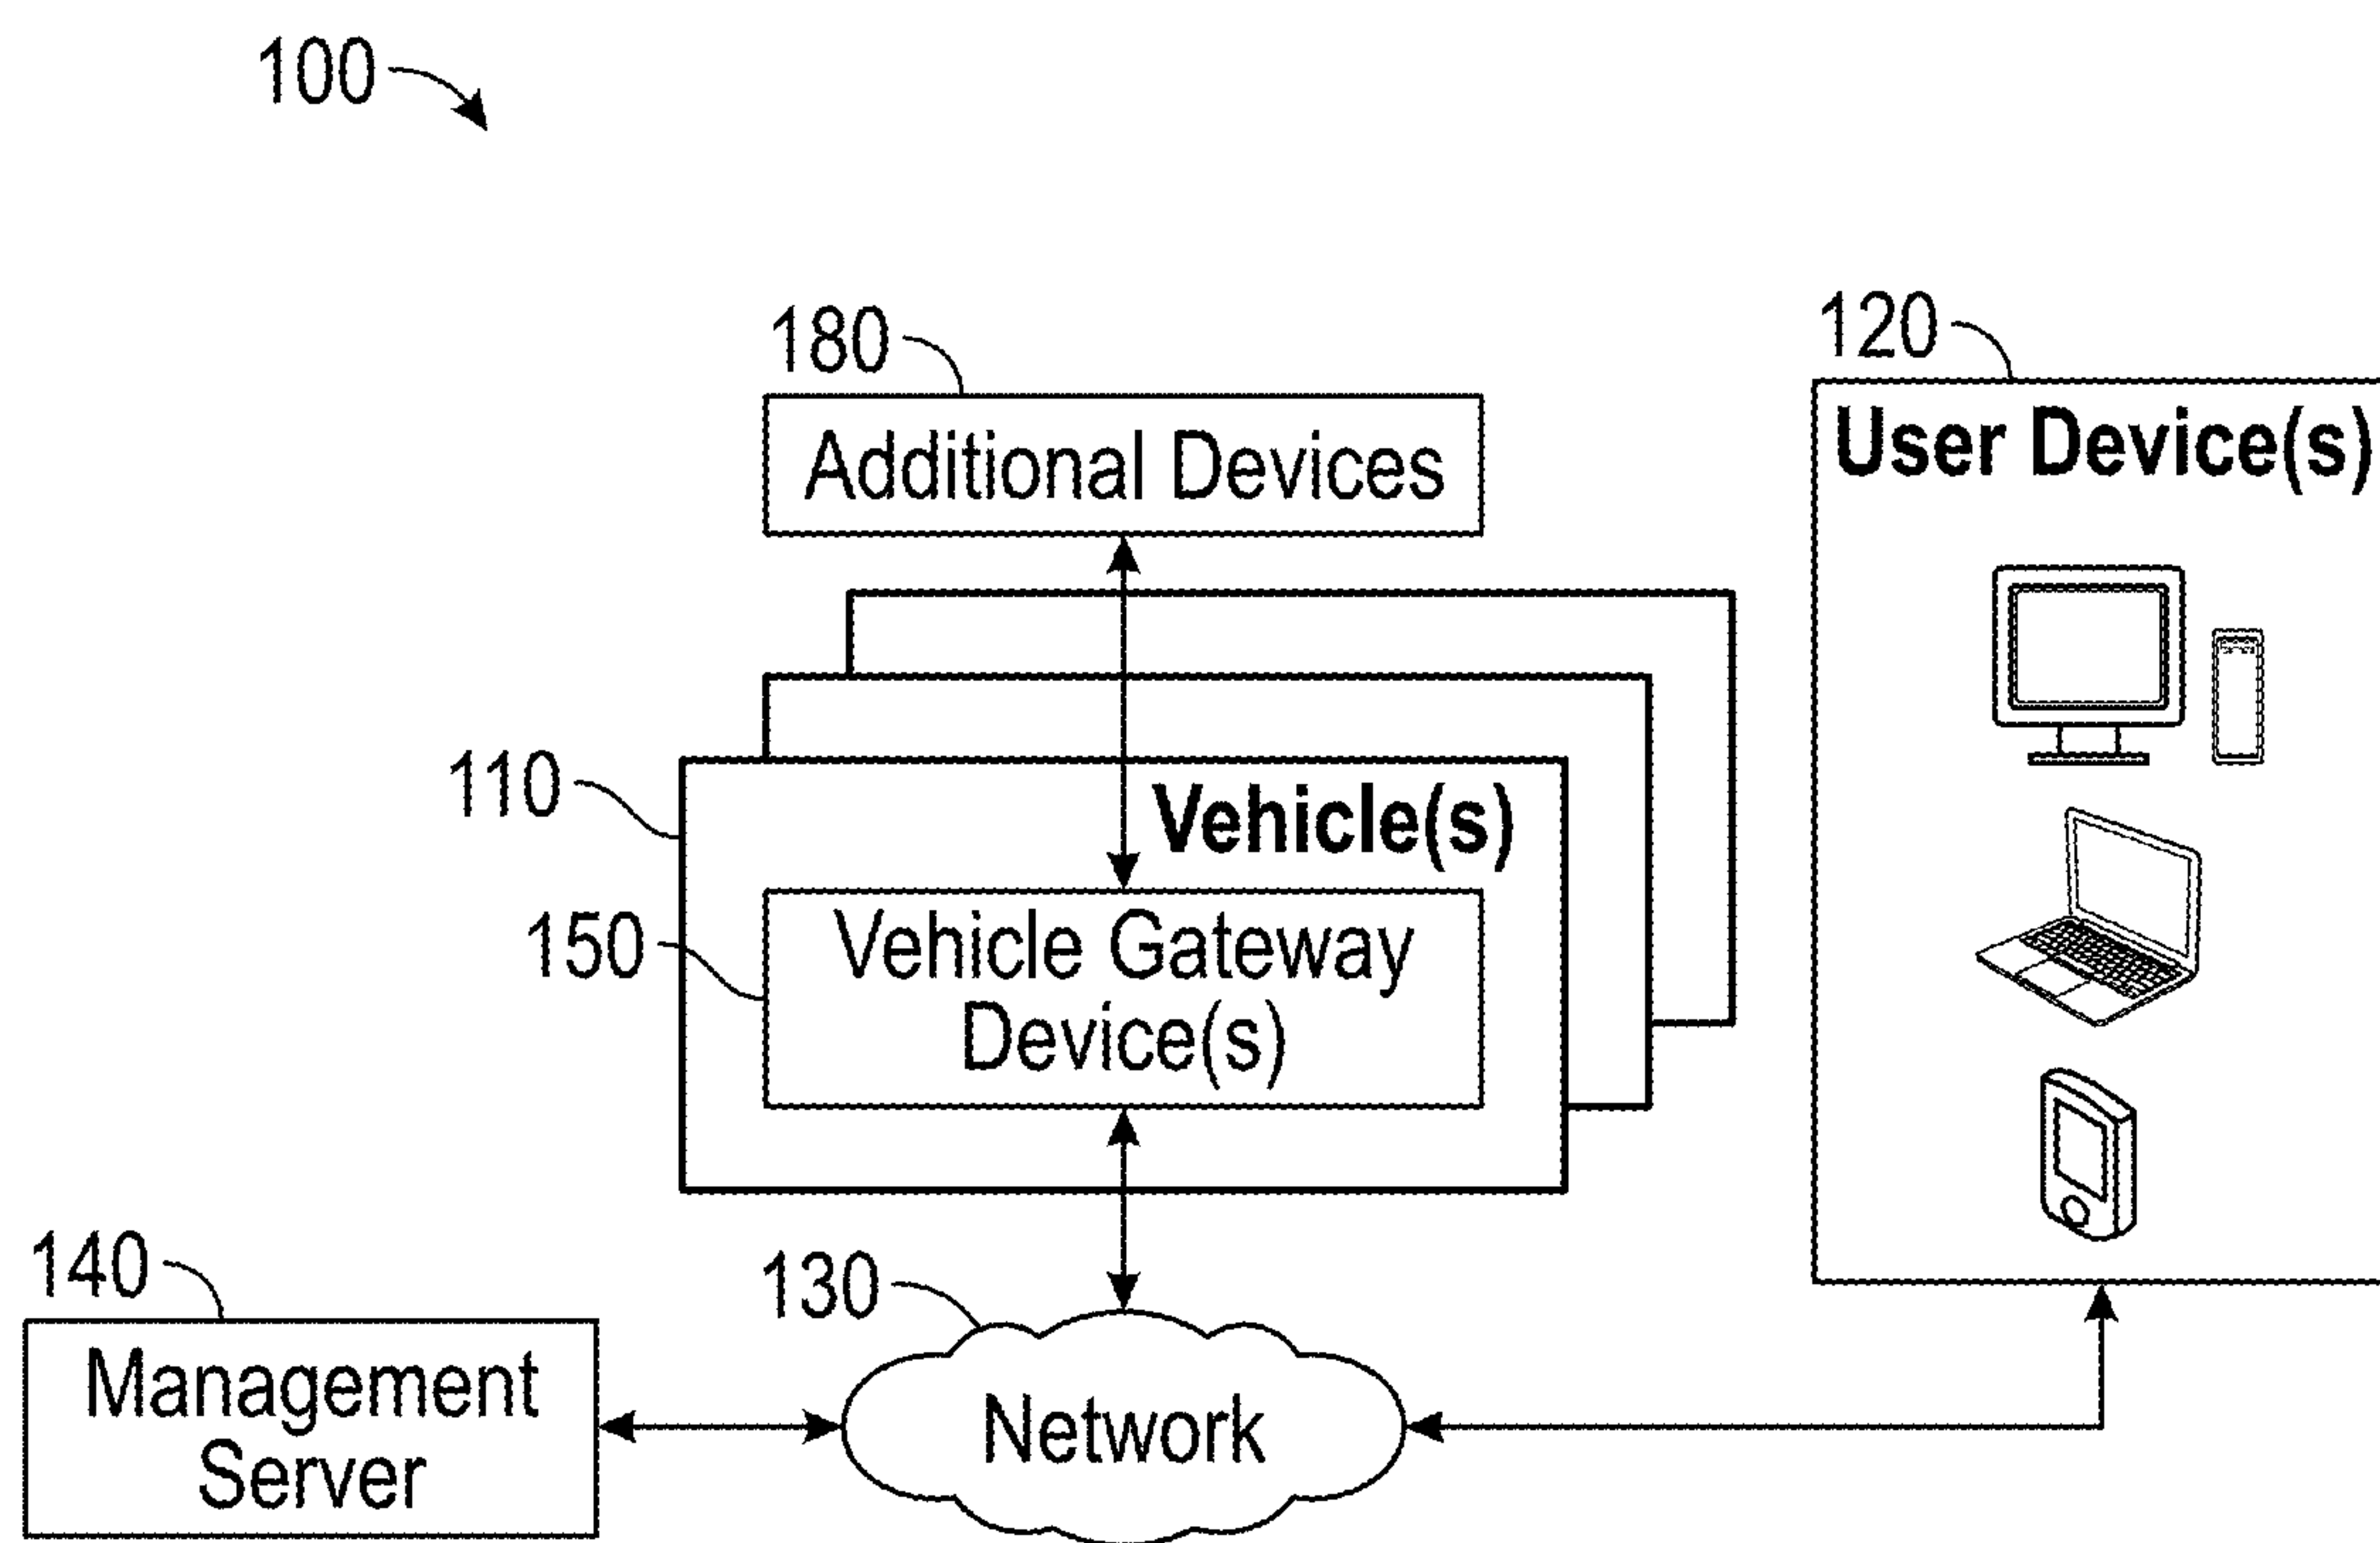 100
180
Additional Devices
120
User Device(s)
110
Vehicle(s)
150
Vehicle Gateway
Device(s)
140
Management
Server
130
Network